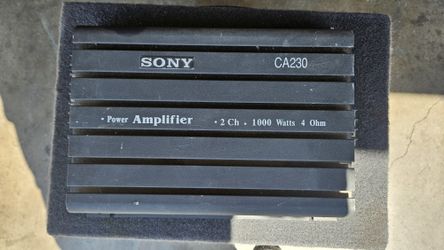 SONY CA230
• Power Amplifier • 2 Ch . 1000 Watts 4 Ohm